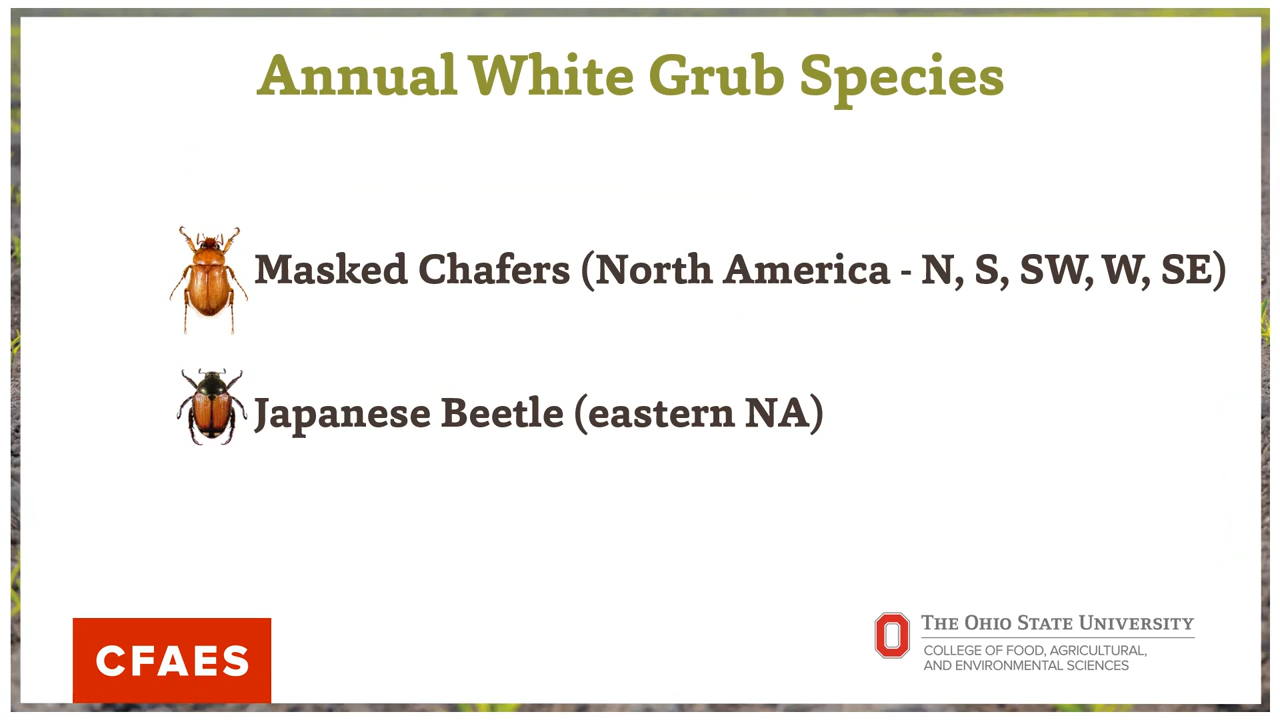 Annual White Grub Species
Masked Chafers (North America - N, S, SW, W, SE)
Japanese Beetle (eastern NA)
CFAES
THE OHIO STATE UNIVERSITY
COLLEGE OF FOOD, AGRICULTURAL,
AND ENVIRONMENTAL SCIENCES